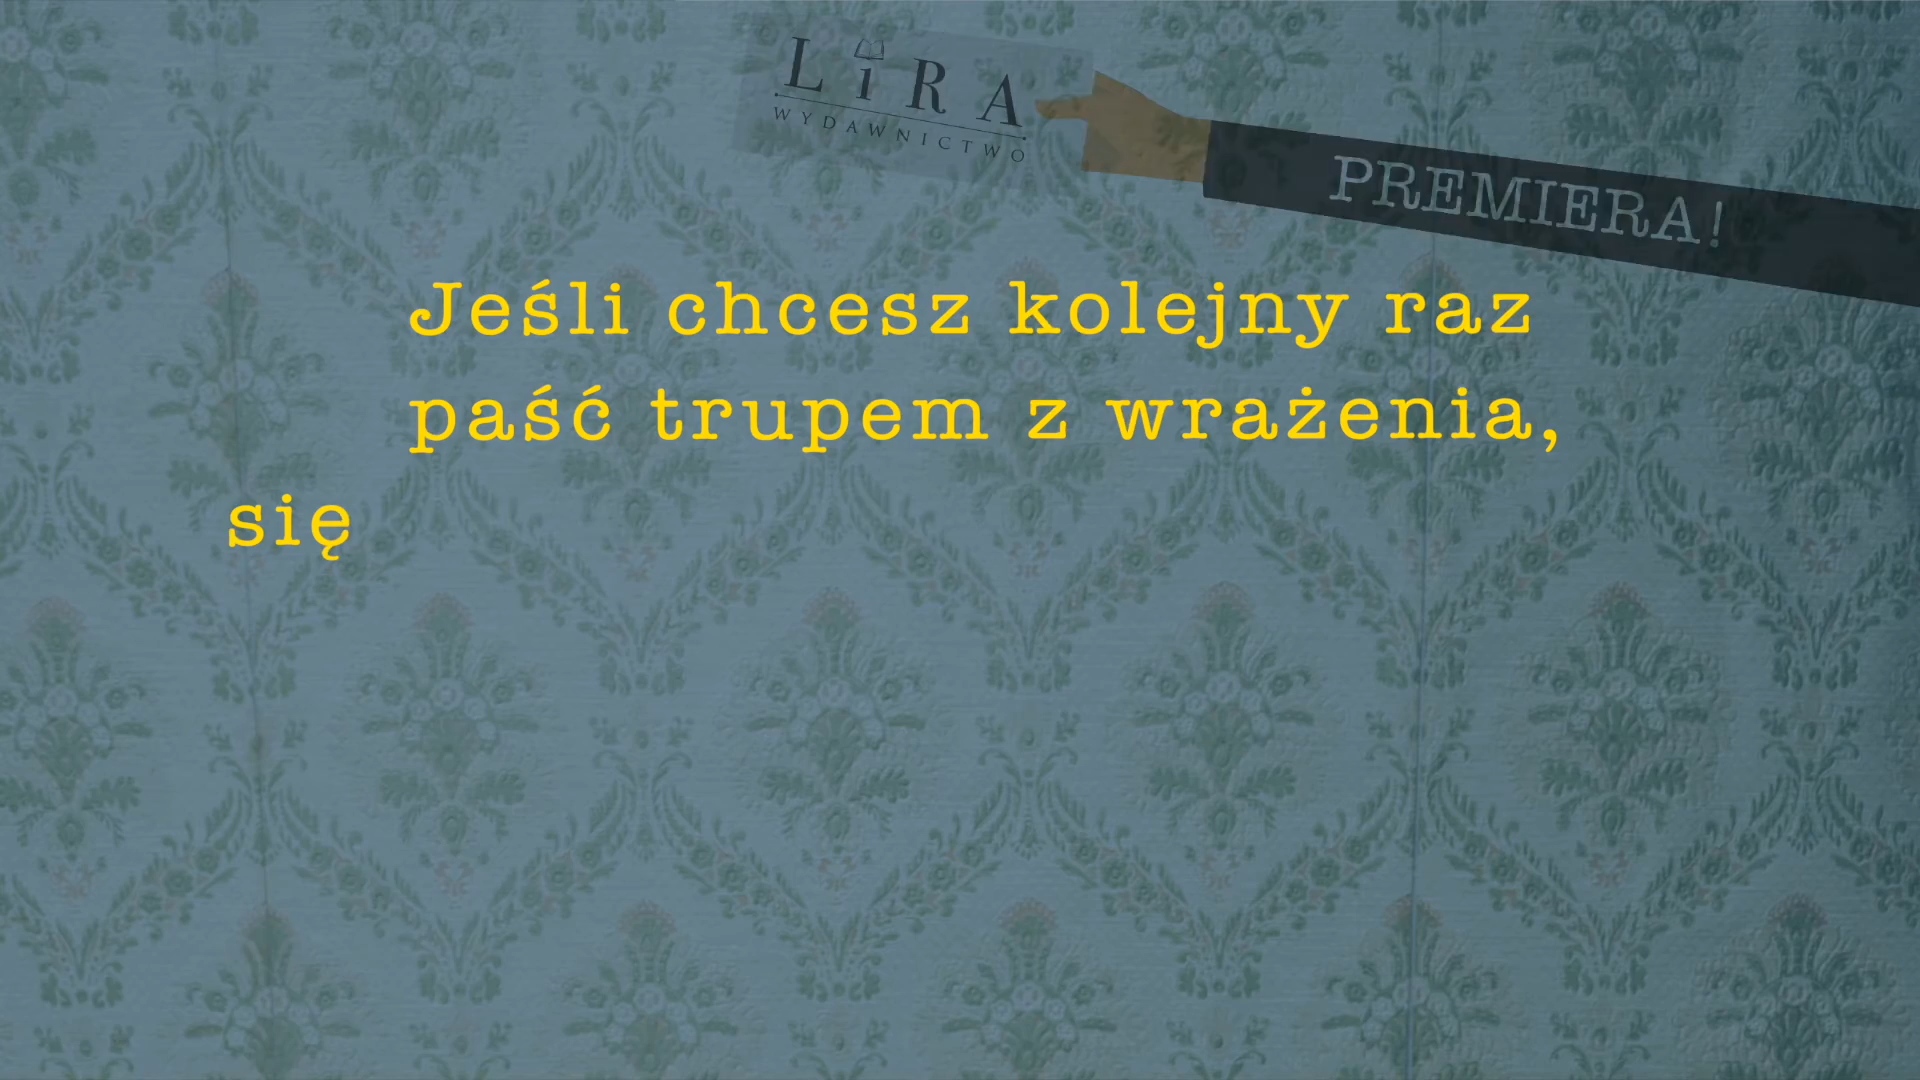 LiRA
WYDAWNICTWO
PREMIERA!
Jeśli chcesz kolejny raz
paść trupem z wrażenia,
się